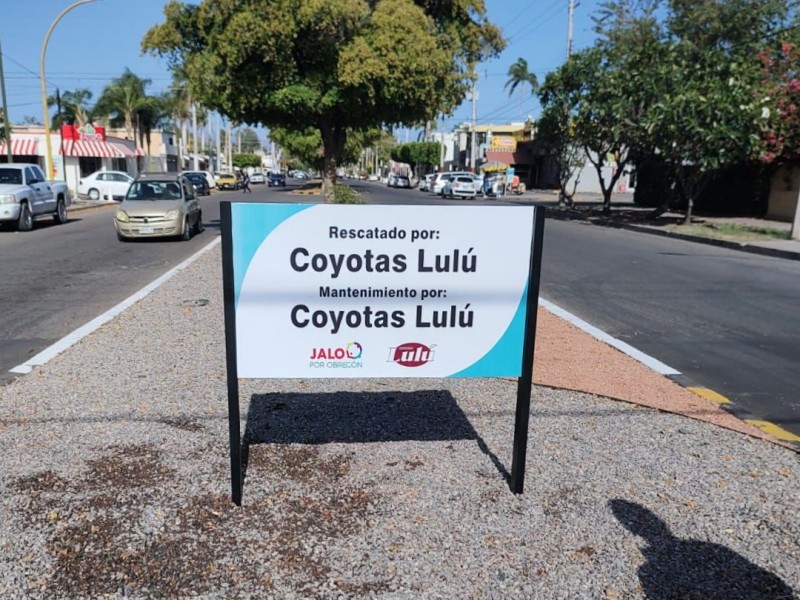 Rescatado por:
Coyotas Lulú
Mantenimiento por:
Coyotas Lulú
JALO
POR OBREGÓN
Lulú